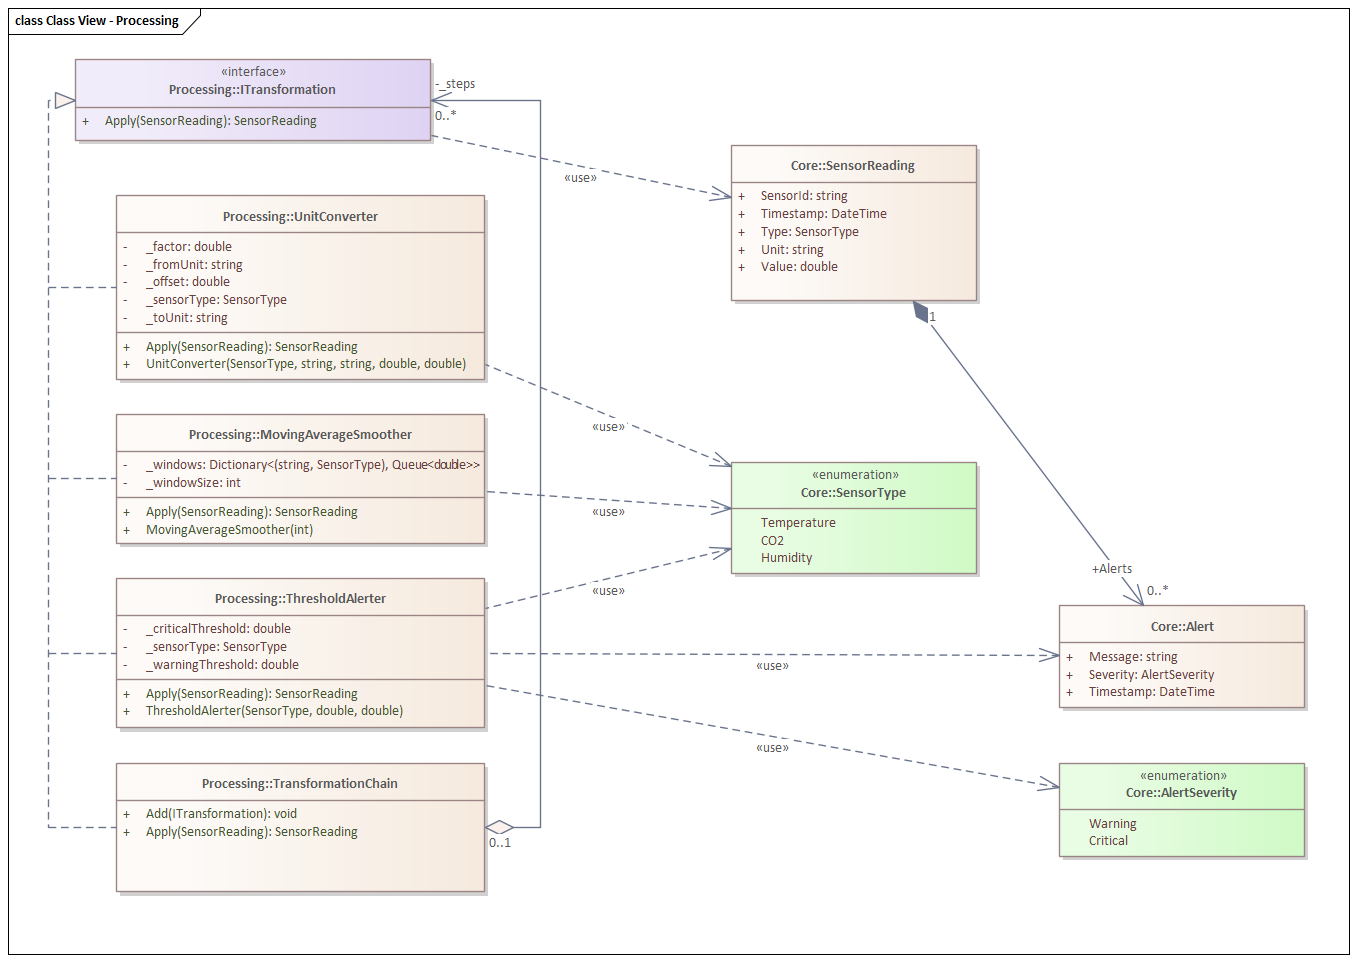 class Class View - Processing
«interface»
Processing::ITransformation
+ Apply(SensorReading): SensorReading
-_steps
0..*
«use»
Core::SensorReading
+ SensorId: string
+ Timestamp: DateTime
+ Type: SensorType
+ Unit: string
+ Value: double
1
Processing::UnitConverter
- _factor: double
- _fromUnit: string
- _offset: double
- _sensorType: SensorType
- _toUnit: string
+ Apply(SensorReading): SensorReading
+ UnitConverter(SensorType, string, string, double, double)
«use»
Processing::MovingAverageSmoother
- _windows: Dictionary<(string, SensorType), Queue<double>>
- _windowSize: int
+ Apply(SensorReading): SensorReading
+ MovingAverageSmoother(int)
«use»
«enumeration»
Core::SensorType
Temperature
CO2
Humidity
+Alerts
0..*
Processing::ThresholdAlerter
- _criticalThreshold: double
- _sensorType: SensorType
- _warningThreshold: double
+ Apply(SensorReading): SensorReading
+ ThresholdAlerter(SensorType, double, double)
«use»
«use»
«use»
Core::Alert
+ Message: string
+ Severity: AlertSeverity
+ Timestamp: DateTime
Processing::TransformationChain
+ Add(ITransformation): void
+ Apply(SensorReading): SensorReading
0..1
«enumeration»
Core::AlertSeverity
Warning
Critical